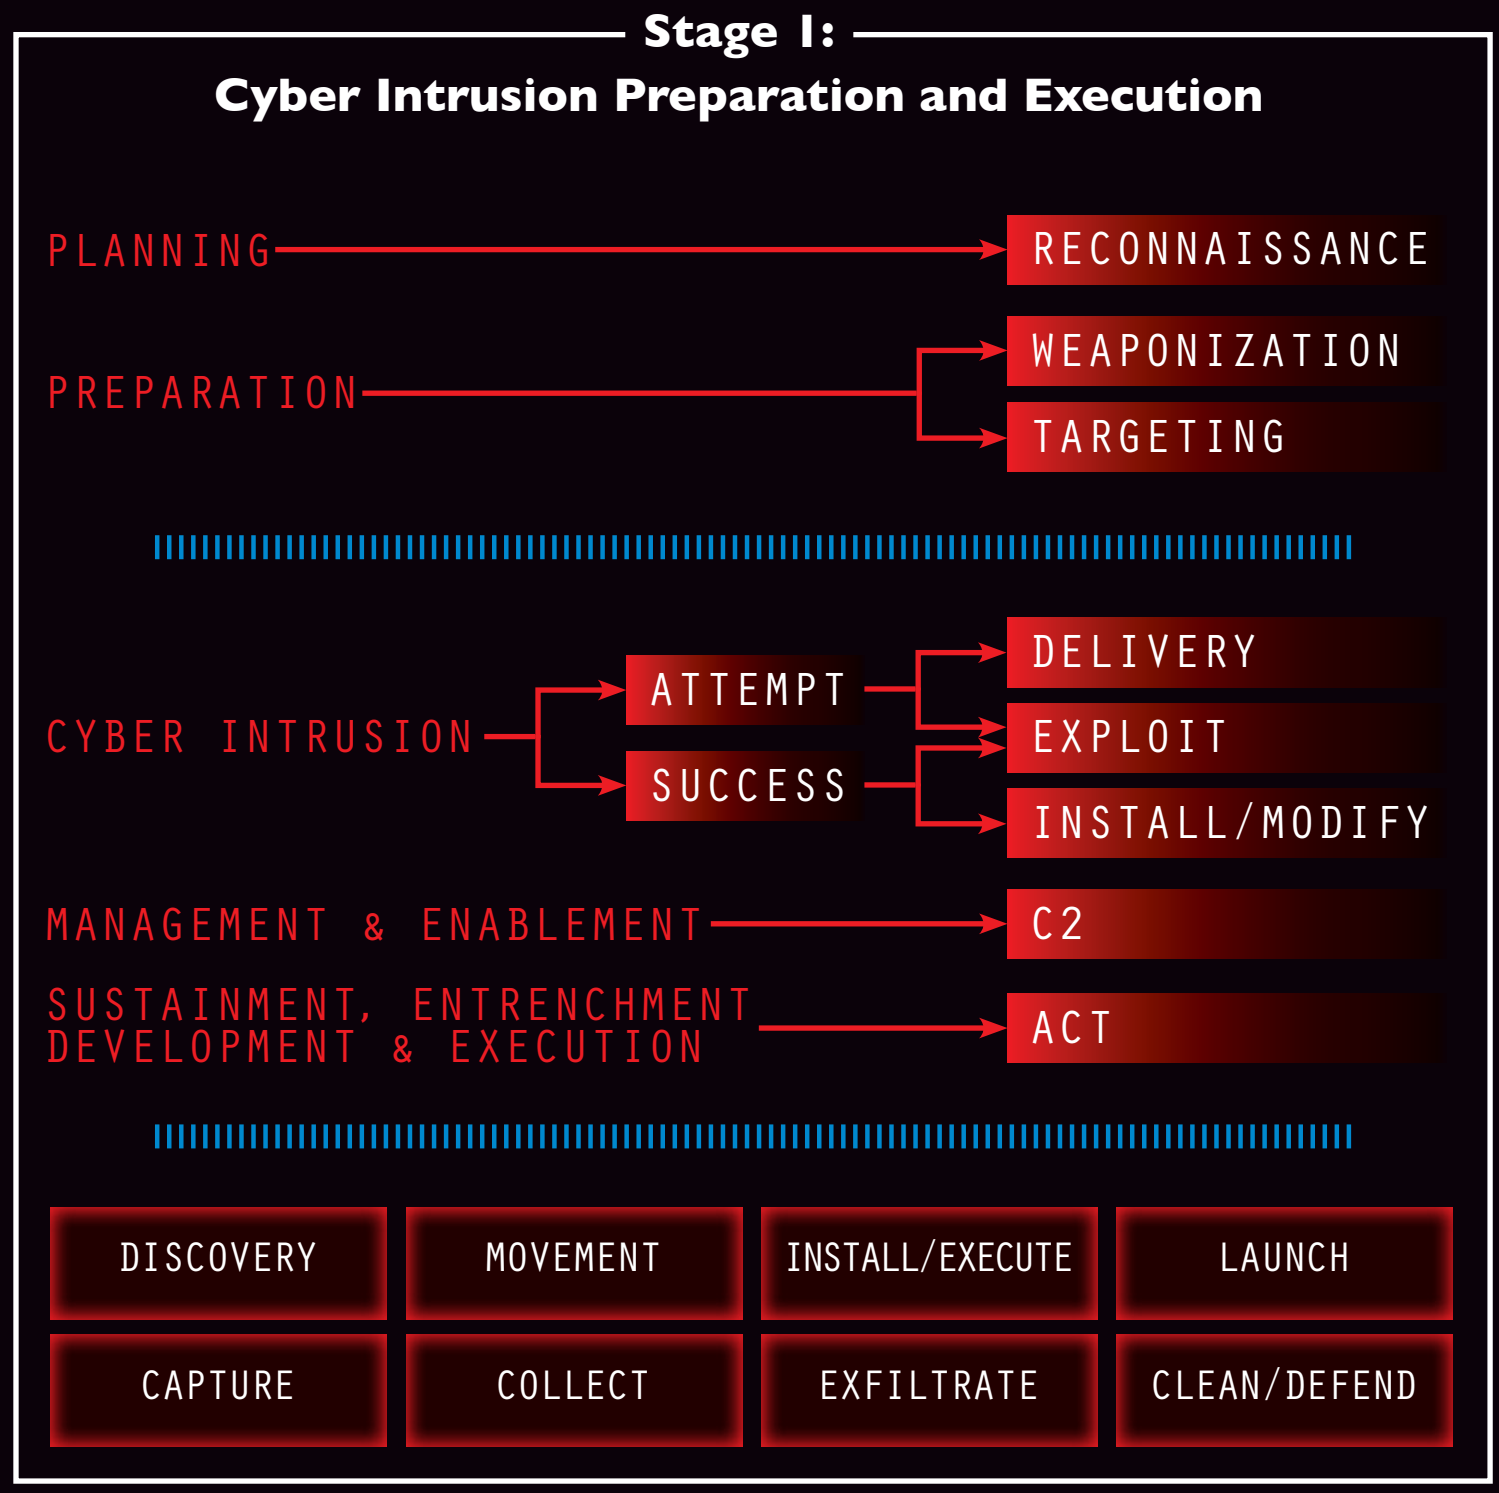 Stage 1:
Cyber Intrusion Preparation and Execution
PLANNING
RECONNAISSANCE
PREPARATION
WEAPONIZATION
TARGETING
CYBER INTRUSION
ATTEMPT
SUCCESS
DELIVERY
EXPLOIT
INSTALL/MODIFY
MANAGEMENT & ENABLEMENT
C2
SUSTAINMENT, ENTRENCHMENT
DEVELOPMENT & EXECUTION
ACT
DISCOVERY
MOVEMENT
INSTALL/EXECUTE
LAUNCH
CAPTURE
COLLECT
EXFILTRATE
CLEAN/DEFEND